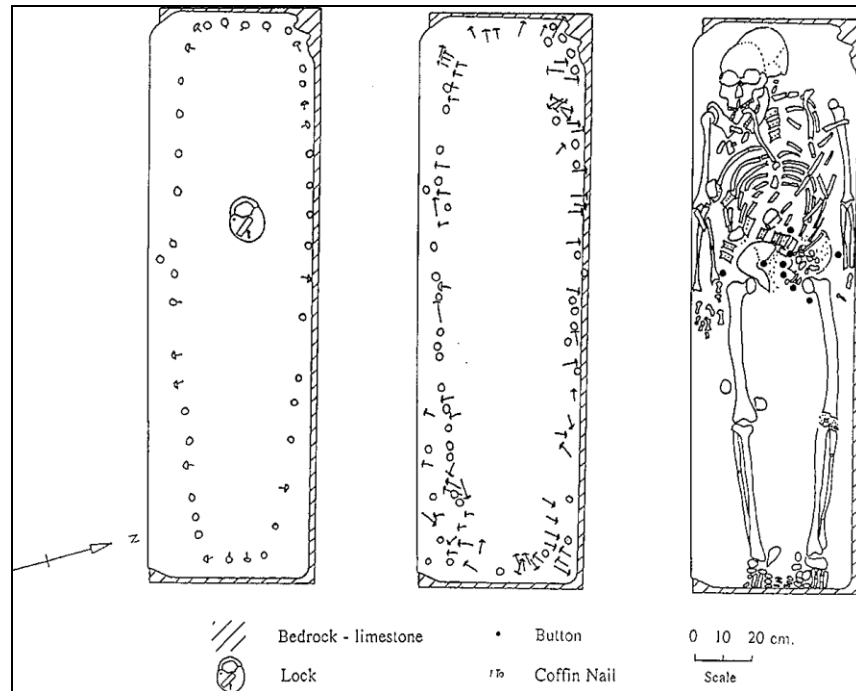 N
Bedrock - limestone
Button
0 10 20 cm.
Lock
Coffin Nail
Scale